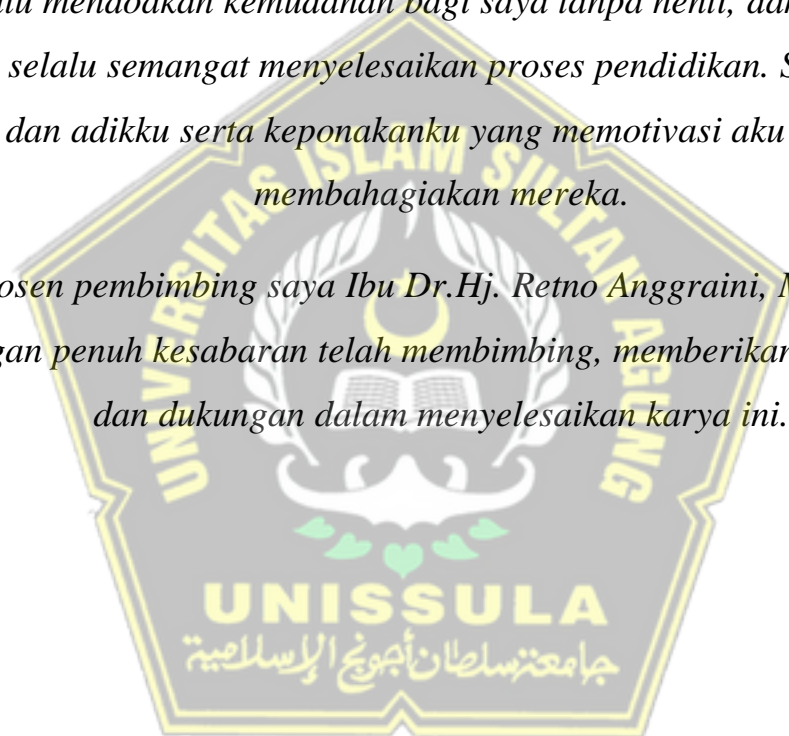 mendoakan kemudahan bagi saya tanpa henti,
selalu semangat menyelesaikan proses pendidikan. S
dan adikku serta keponakanku yang memotivasi aku
membahagiakan mereka.
osen pembimbing saya Ibu Dr.Hj. Retno Anggraini,
gan penuh kesabaran telah membimbing, memberikan
dan dukungan dalam menyelesaikan karya ini.
UNIVERSITAS ISLAM SULTAN AGUNG
UNISSULA
جامعة سلطان أجونج الإسلامية